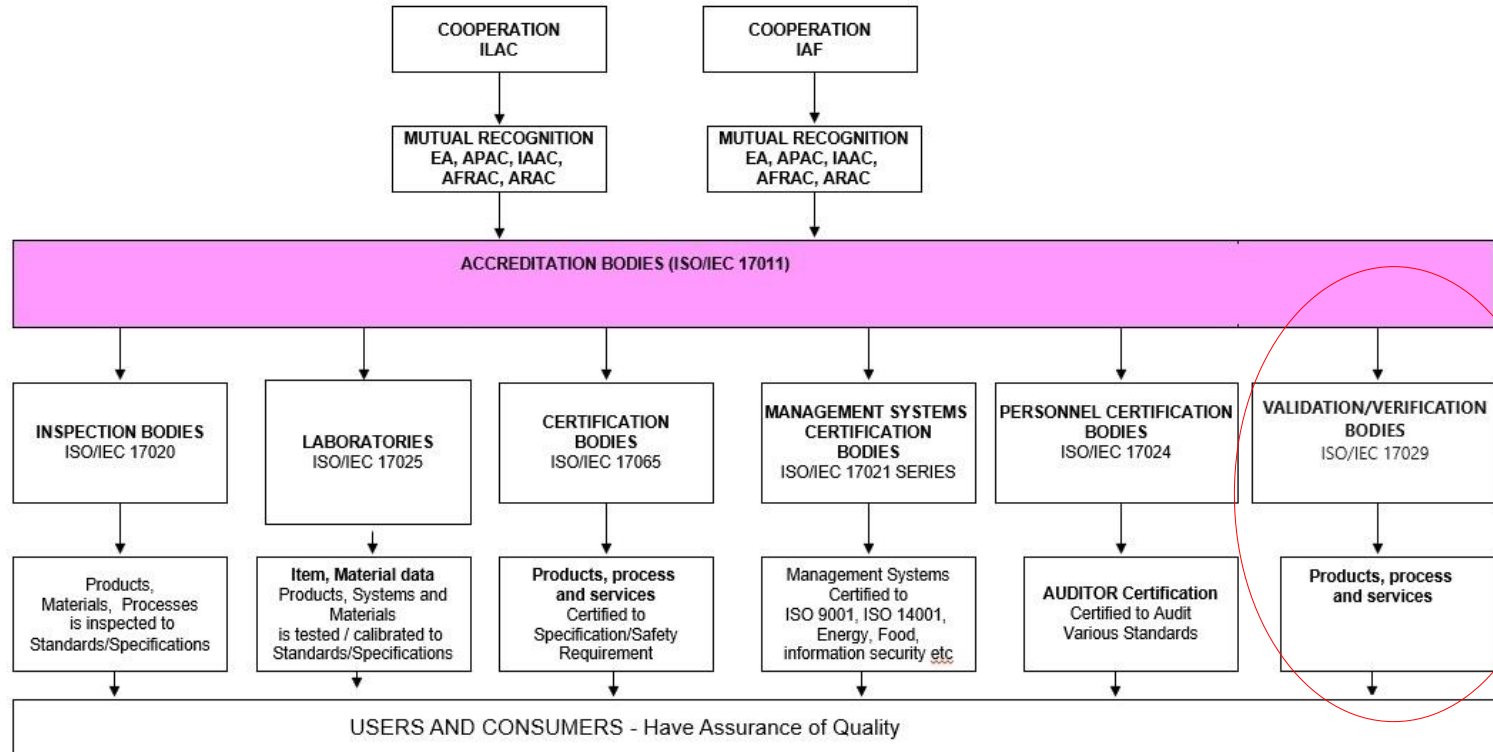 COOPERATION
ILAC
COOPERATION
IAF
MUTUAL RECOGNITION
EA, APAC, IAAC,
AFRAC, ARAC
MUTUAL RECOGNITION
EA, APAC, IAAC,
AFRAC, ARAC
ACCREDITATION BODIES (ISO/IEC 17011)
INSPECTION BODIES
ISO/IEC 17020
LABORATORIES
ISO/IEC 17025
CERTIFICATION
BODIES
ISO/IEC 17065
MANAGEMENT SYSTEMS
CERTIFICATION
BODIES
ISO/IEC 17021 SERIES
PERSONNEL CERTIFICATION
BODIES
ISO/IEC 17024
VALIDATION/VERIFICATION
BODIES
ISO/IEC 17029
Products,
Materials, Processes
is inspected to
Standards/Specifications
Item, Material data
Products, Systems and
Materials
is tested / calibrated to
Standards/Specifications
Products, process
and services
Certified to
Specification/Safety
Requirement
Management Systems
Certified to
ISO 9001, ISO 14001,
Energy, Food,
information security etc
AUDITOR Certification
Certified to Audit
Various Standards
Products, process
and services
USERS AND CONSUMERS - Have Assurance of Quality